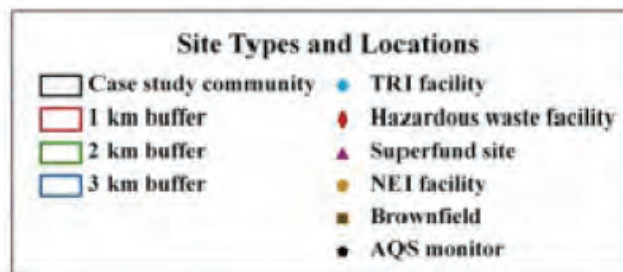 Site Types and Locations
Case study community
1 km buffer
2 km buffer
3 km buffer
TRI facility
Hazardous waste facility
Superfund site
NEI facility
Brownfield
AQS monitor